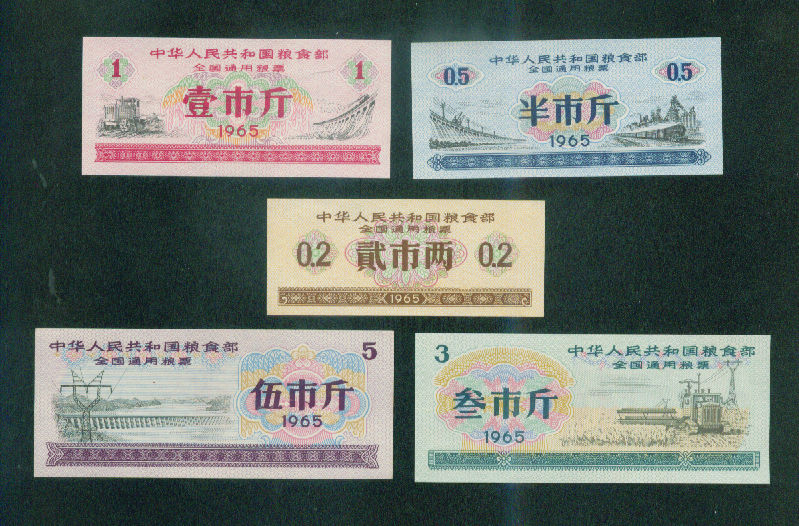 中华人民共和国粮食部
全国通用粮票
1 1
壹市斤
1965
中华人民共和国粮食部
全国通用粮票
0.5 0.5
半市斤
1965
中华人民共和国粮食部
全国通用粮票
0.2 貳市两 0.2
1965
中华人民共和国粮食部 5
全国通用粮票
伍市斤
1965
3 中华人民共和国粮食部
全国通用粮票
叁市斤
1965